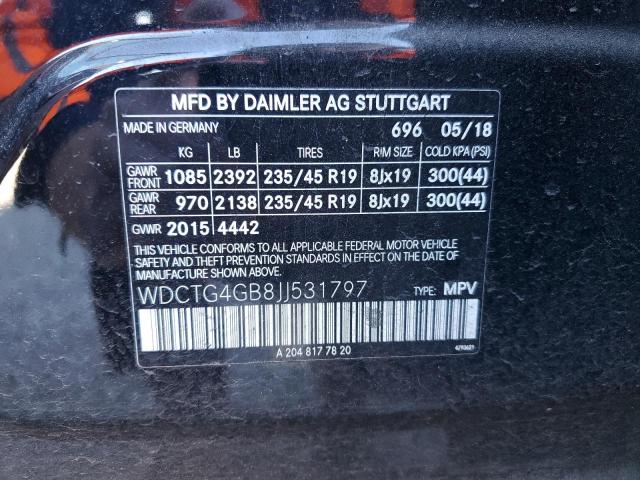 MFD BY DAIMLER AG STUTTGART
MADE IN GERMANY 696 05/18
KG LB TIRES RIM SIZE COLD KPA (PSI)
GAWR FRONT 1085 2392 235/45 R19 8Jx19 300(44)
GAWR REAR 970 2138 235/45 R19 8Jx19 300(44)
GVWR 2015 4442
THIS VEHICLE CONFORMS TO ALL APPLICABLE FEDERAL MOTOR VEHICLE
SAFETY AND THEFT PREVENTION STANDARDS IN EFFECT ON THE DATE
OF MANUFACTURE SHOWN ABOVE.
WDCTG4GB8JJ531797 TYPE: MPV
A 204 817 78 20